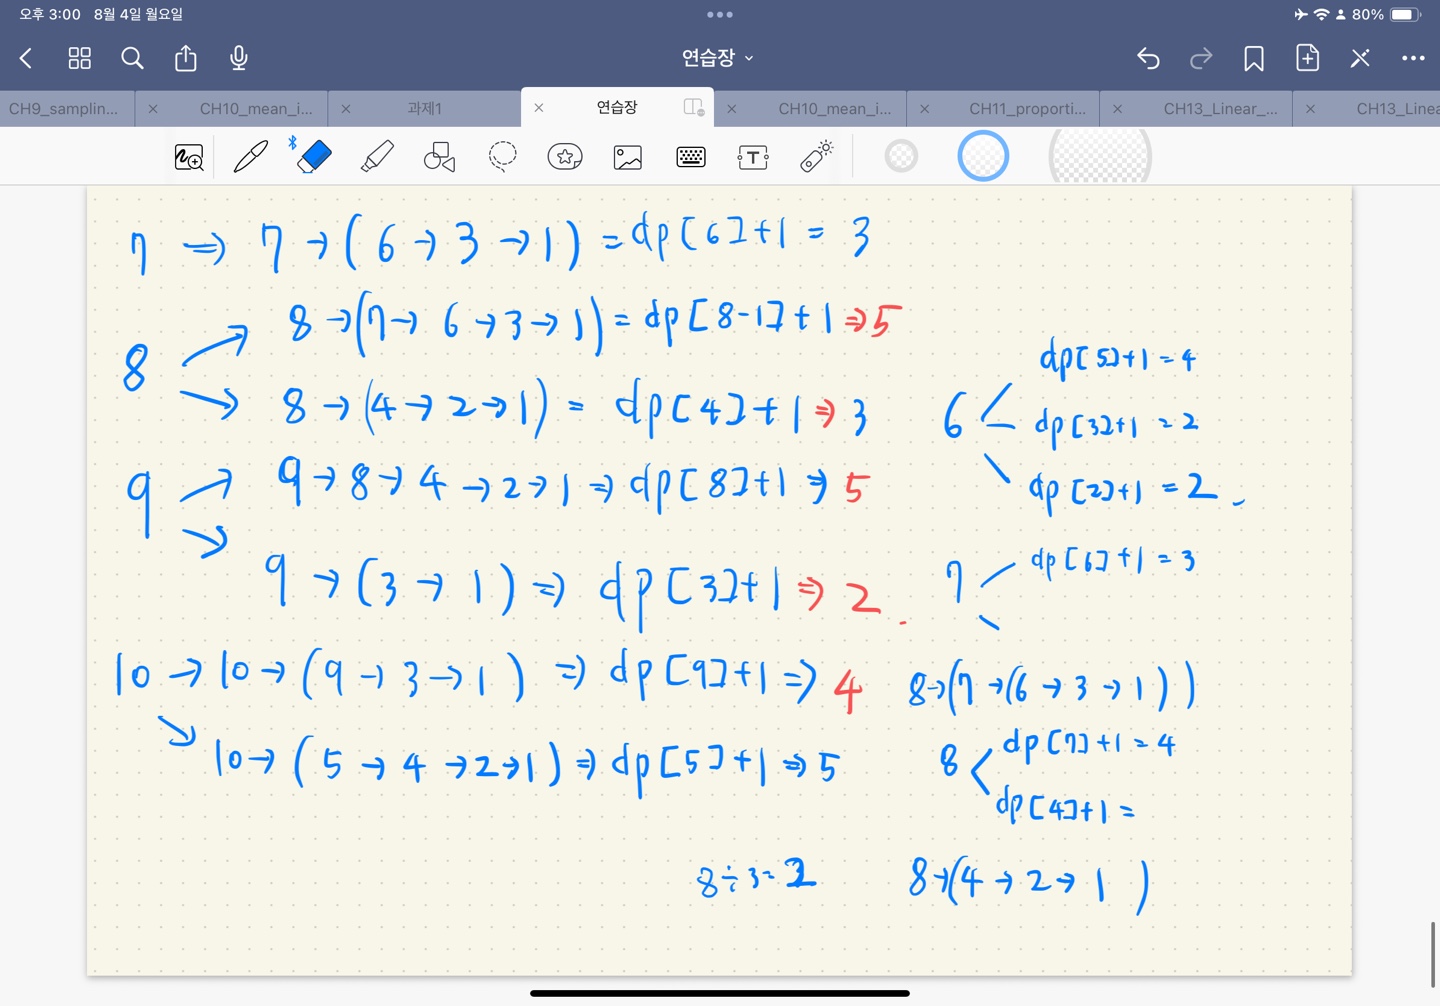 오후 3:00 8월 4일 월요일
80%
연습장
CH9_samplin...
CH10_mean_i...
과제1
연습장
CH10_mean_i...
CH11_proporti...
CH13_Linear_...
CH13_Linea
T
7 ⇒ 7 → ( 6 → 3 → 1 ) = dp[6]+1 = 3
8
8 → (7 → 6 → 3 → 1) = dp[8-1]+1 ⇒ 5
8 → (4 → 2 → 1) = dp[4]+1 ⇒ 3
9
9 → 8 → 4 → 2 → 1 ⇒ dp[8]+1 ⇒ 5
9 → (3 → 1) ⇒ dp[3]+1 ⇒ 2 .
10 → 10 → (9 → 3 → 1) ⇒ dp[9]+1 ⇒ 4
10 → (5 → 4 → 2 → 1) ⇒ dp[5]+1 ⇒ 5
6
dp[5]+1 = 4
dp[3]+1 = 2
dp[2]+1 = 2
7
dp[6]+1 = 3
8 → (7 → (6 → 3 → 1))
8
dp[7]+1 = 4
dp[4]+1 =
8 ÷ 3 = 2
8 → (4 → 2 → 1 )